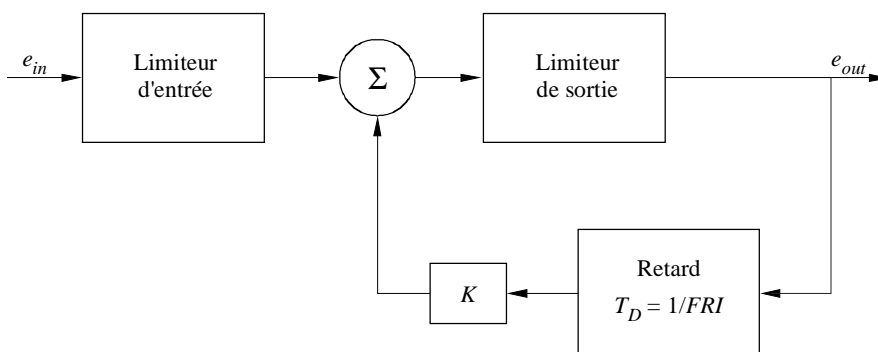 e_in
Limiteur
d'entrée
Σ
Limiteur
de sortie
e_out
K
Retard
T_D = 1/FRI